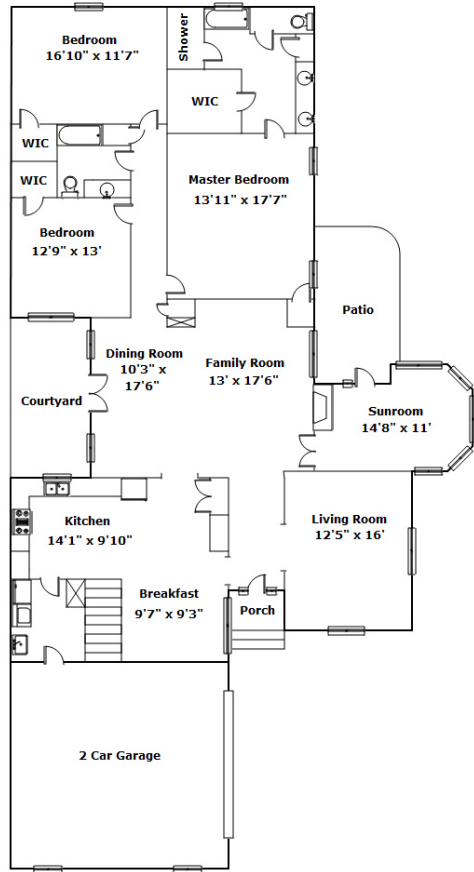 Bedroom
16'10" x 11'7"
Shower
WIC
WIC
WIC
Master Bedroom
13'11" x 17'7"
Bedroom
12'9" x 13'
Patio
Dining Room
10'3" x
17'6"
Family Room
13' x 17'6"
Courtyard
Sunroom
14'8" x 11'
Kitchen
14'1" x 9'10"
Living Room
12'5" x 16'
Breakfast
9'7" x 9'3"
Porch
2 Car Garage